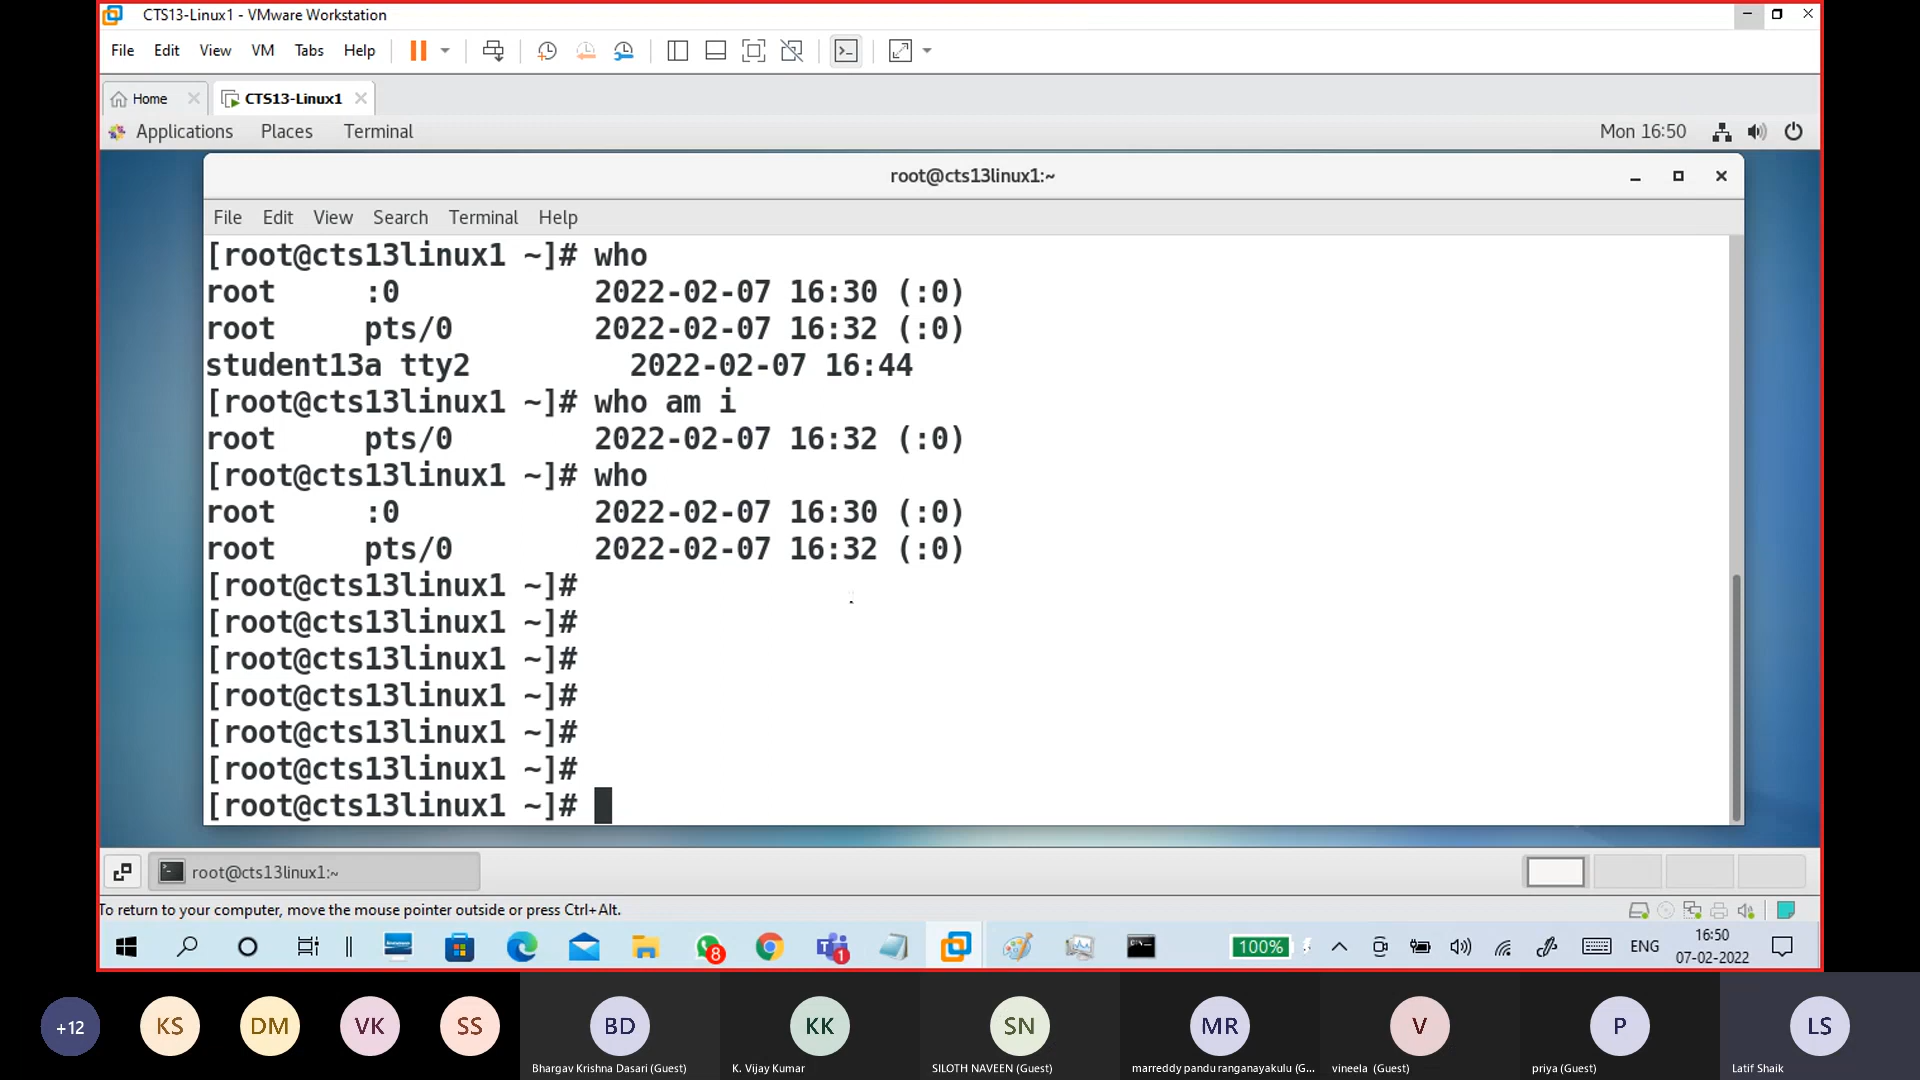 CTS13-Linux1 - VMware Workstation
File Edit View VM Tabs Help
Home CTS13-Linux1
Applications Places Terminal Mon 16:50
root@cts13linux1:~
File Edit View Search Terminal Help
[root@cts13linux1 ~]# who
root :0 2022-02-07 16:30 (:0)
root pts/0 2022-02-07 16:32 (:0)
student13a tty2 2022-02-07 16:44
[root@cts13linux1 ~]# who am i
root pts/0 2022-02-07 16:32 (:0)
[root@cts13linux1 ~]# who
root :0 2022-02-07 16:30 (:0)
root pts/0 2022-02-07 16:32 (:0)
[root@cts13linux1 ~]#
[root@cts13linux1 ~]#
[root@cts13linux1 ~]#
[root@cts13linux1 ~]#
[root@cts13linux1 ~]#
[root@cts13linux1 ~]#
[root@cts13linux1 ~]#
root@cts13linux1:~
To return to your computer, move the mouse pointer outside or press Ctrl+Alt.
8 1 100% ENG 16:50
07-02-2022
+12 KS DM VK SS BD KK SN MR V P LS
Bhargav Krishna Dasari (Guest) K. Vijay Kumar SILOTH NAVEEN (Guest) marreddy pandu ranganayakulu (G... vineela (Guest) priya (Guest) Latif Shaik